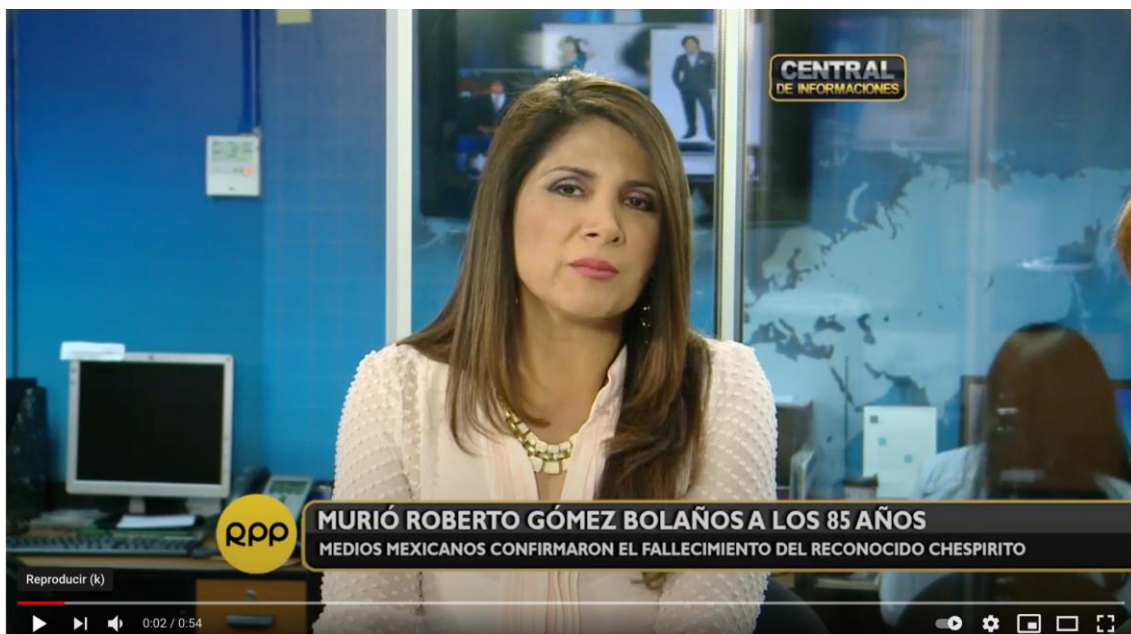 CENTRAL
DE INFORMACIONES
RPP
MURIÓ ROBERTO GÓMEZ BOLAÑOS A LOS 85 AÑOS
MEDIOS MEXICANOS CONFIRMARON EL FALLECIMIENTO DEL RECONOCIDO CHESPIRITO
Reproducir (k)
0:02 / 0:54